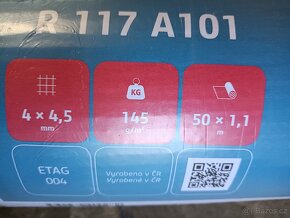 R 117 A101
KG
4 × 4,5
mm
145
g/m²
50 × 1,1
m
ETAG
004
Vyrobeno v ČR
Vyrobené v ČR